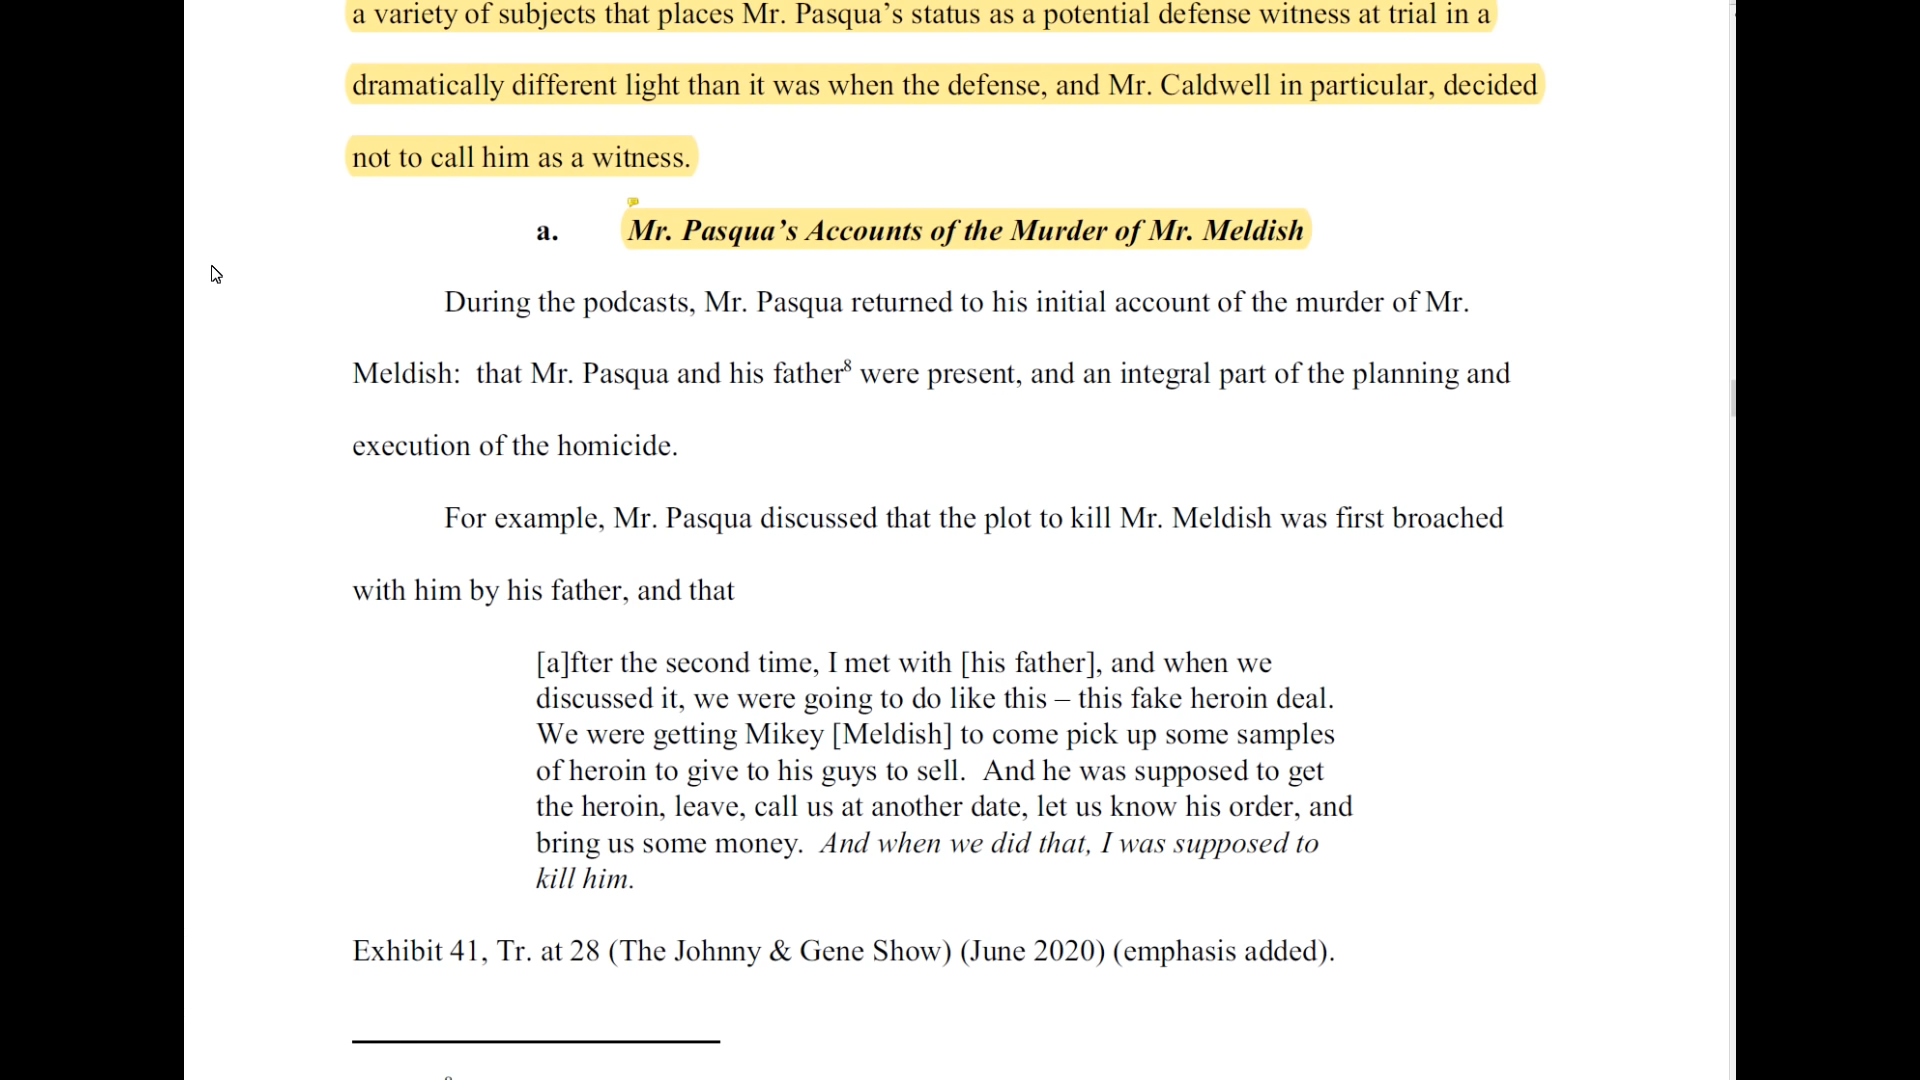 a variety of subjects that places Mr. Pasqua’s status as a potential defense witness at trial in a
dramatically different light than it was when the defense, and Mr. Caldwell in particular, decided
not to call him as a witness.
a. Mr. Pasqua’s Accounts of the Murder of Mr. Meldish
During the podcasts, Mr. Pasqua returned to his initial account of the murder of Mr.
Meldish:  that Mr. Pasqua and his father8 were present, and an integral part of the planning and
execution of the homicide.
For example, Mr. Pasqua discussed that the plot to kill Mr. Meldish was first broached
with him by his father, and that
[a]fter the second time, I met with [his father], and when we
discussed it, we were going to do like this – this fake heroin deal.
We were getting Mikey [Meldish] to come pick up some samples
of heroin to give to his guys to sell.  And he was supposed to get
the heroin, leave, call us at another date, let us know his order, and
bring us some money.  And when we did that, I was supposed to
kill him.
Exhibit 41, Tr. at 28 (The Johnny & Gene Show) (June 2020) (emphasis added).